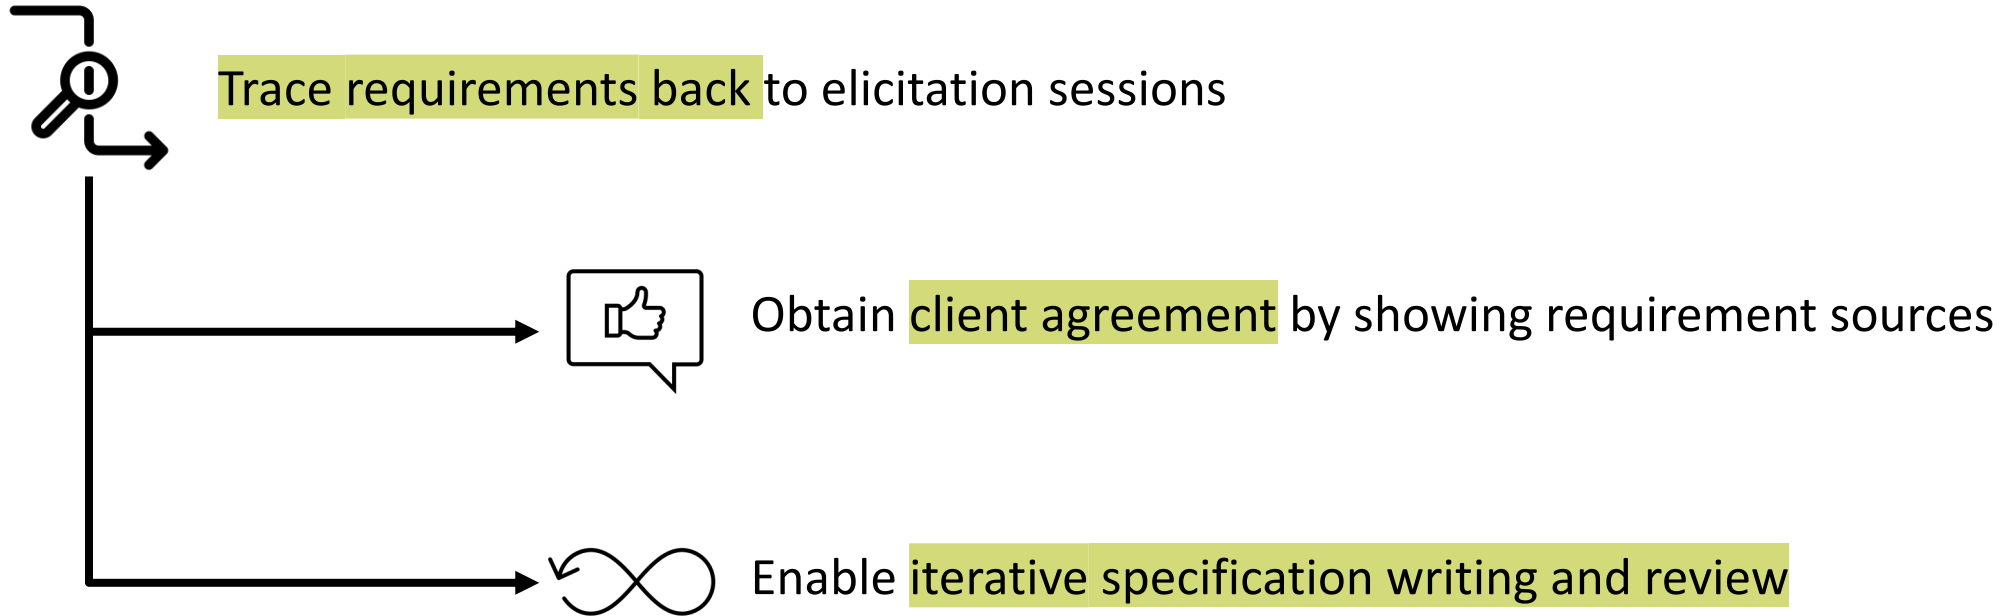 Trace requirements back to elicitation sessions
Obtain client agreement by showing requirement sources
Enable iterative specification writing and review